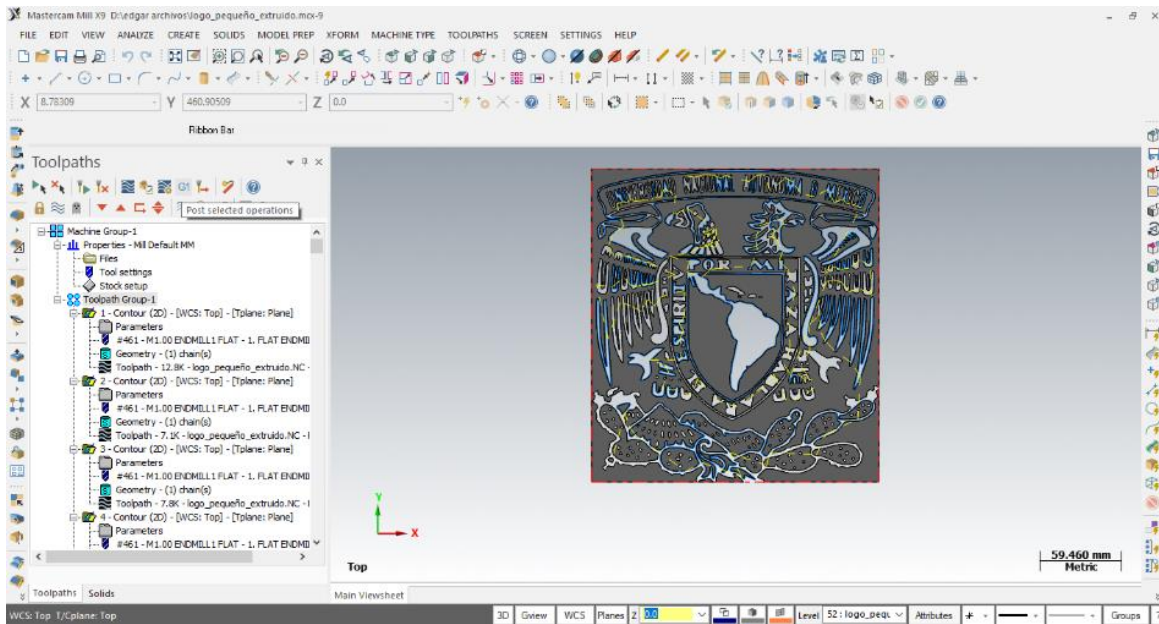 Mastercam Mill X9 D:\edgar archivos\logo_pequeño_extruido.mcx-9
FILE EDIT VIEW ANALYZE CREATE SOLIDS MODEL PREP XFORM MACHINE TYPE TOOLPATHS SCREEN SETTINGS HELP
X 8.78309 Y 460.90509 Z 0.0
Ribbon Bar
Toolpaths
G1
Post selected operations
Machine Group-1
Properties - Mill Default MM
Files
Tool settings
Stock setup
Toolpath Group-1
1 - Contour (2D) - [WCS: Top] - [Tplane: Plane]
Parameters
#461 - M1.00 ENDMILL1 FLAT - 1. FLAT ENDMI
Geometry - (1) chain(s)
Toolpath - 12.8K - logo_pequeño_extruido.NC -
2 - Contour (2D) - [WCS: Top] - [Tplane: Plane]
Parameters
#461 - M1.00 ENDMILL1 FLAT - 1. FLAT ENDMI
Geometry - (1) chain(s)
Toolpath - 7.1K - logo_pequeño_extruido.NC - I
3 - Contour (2D) - [WCS: Top] - [Tplane: Plane]
Parameters
#461 - M1.00 ENDMILL1 FLAT - 1. FLAT ENDMI
Geometry - (1) chain(s)
Toolpath - 7.8K - logo_pequeño_extruido.NC - I
4 - Contour (2D) - [WCS: Top] - [Tplane: Plane]
Parameters
#461 - M1.00 ENDMILL1 FLAT - 1. FLAT ENDMI
Toolpaths Solids
UNIVERSIDAD NACIONAL AUTONOMA D MEXICO
POR MI
RAZA HABLARA EL
ESPIRITU
Y
X
Top
59.460 mm
Metric
Main Viewsheet
WCS: Top T/Cplane: Top
3D Gview WCS Planes Z 0.0 Level 52 : logo_pequ Attributes Groups ?